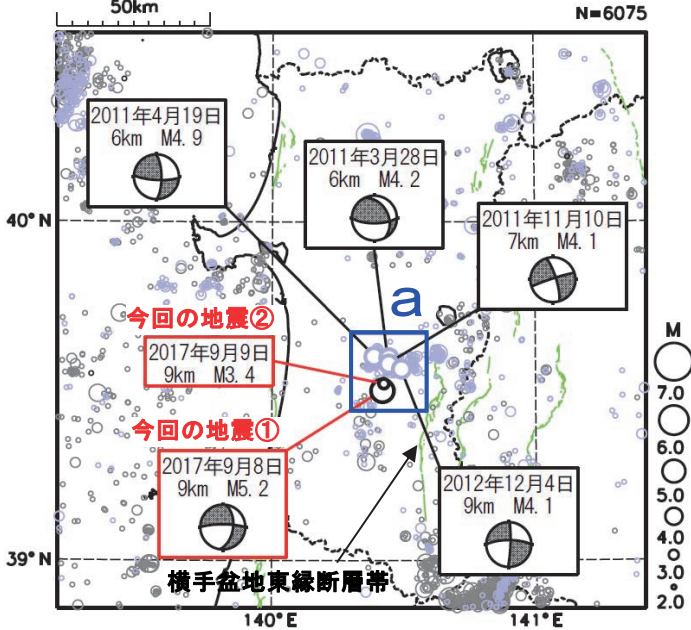 50km
N=6075
2011年4月19日
6km M4.9
2011年3月28日
6km M4.2
2011年11月10日
7km M4.1
40°N
a
今回の地震②
2017年9月9日
9km M3.4
今回の地震①
2017年9月8日
9km M5.2
2012年12月4日
9km M4.1
M
7.0
6.0
5.0
4.0
3.0
2.0
39°N
横手盆地東縁断層帯
140°E
141°E